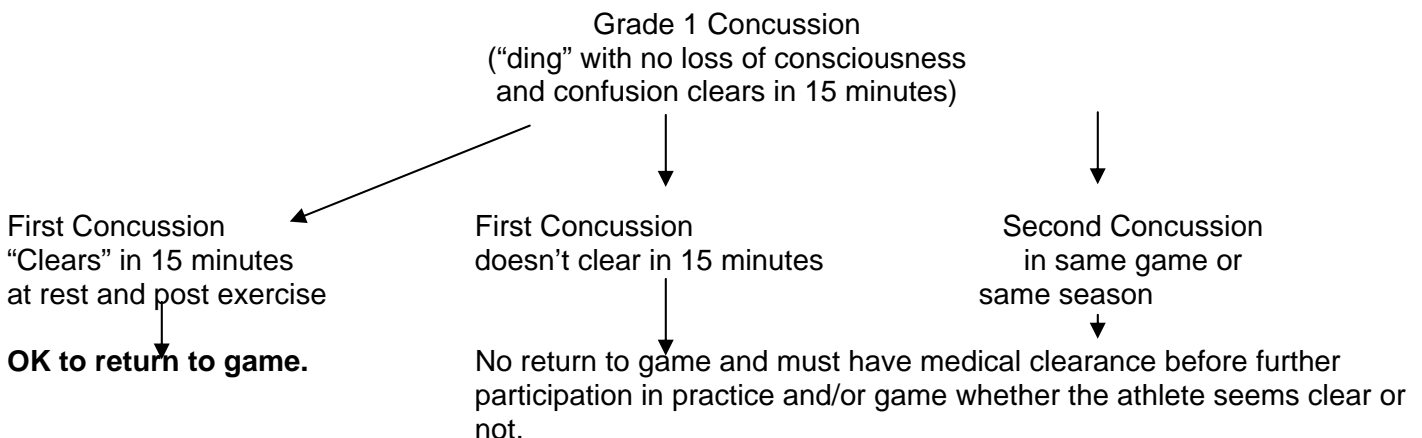 Grade 1 Concussion
(“ding” with no loss of consciousness
and confusion clears in 15 minutes)
First Concussion
“Clears” in 15 minutes
at rest and post exercise
First Concussion
doesn’t clear in 15 minutes
Second Concussion
in same game or
same season
OK to return to game.
No return to game and must have medical clearance before further
participation in practice and/or game whether the athlete seems clear or
not.